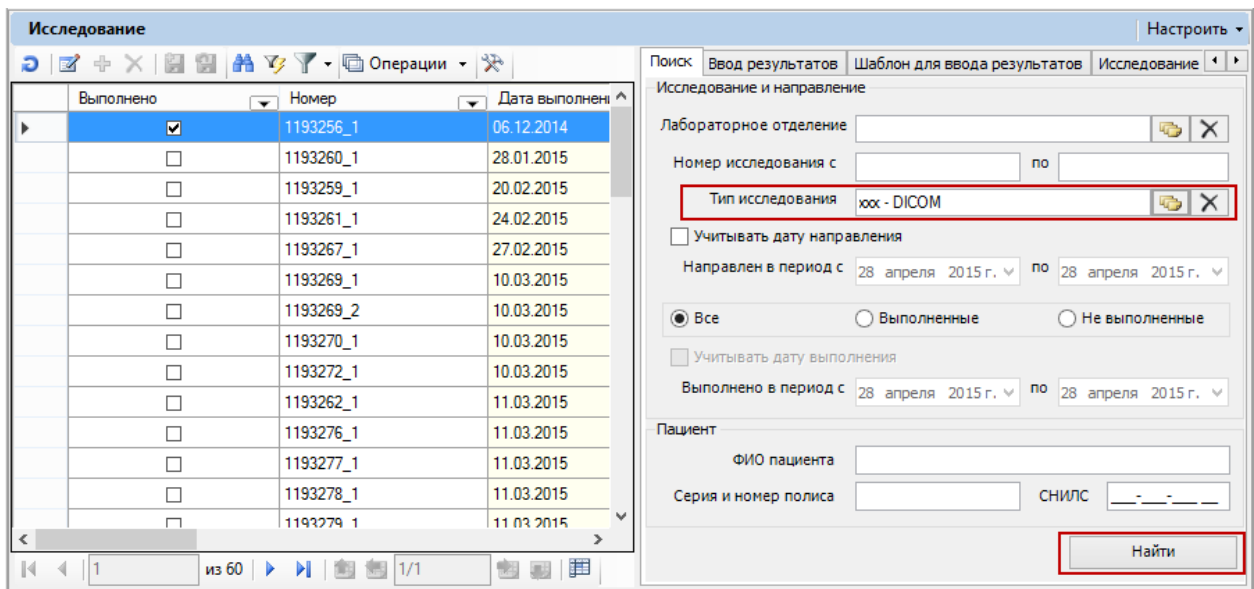 Исследование
Настроить
Операции
Выполнено Номер Дата выполнени
1193256_1 06.12.2014
1193260_1 28.01.2015
1193259_1 20.02.2015
1193261_1 24.02.2015
1193267_1 27.02.2015
1193269_1 10.03.2015
1193269_2 10.03.2015
1193270_1 10.03.2015
1193272_1 10.03.2015
1193262_1 11.03.2015
1193276_1 11.03.2015
1193277_1 11.03.2015
1193278_1 11.03.2015
1193279_1 11.03.2015
1 из 60 1/1
Поиск Ввод результатов Шаблон для ввода результатов Исследование
Исследование и направление
Лабораторное отделение
Номер исследования с по
Тип исследования xxx - DICOM
Учитывать дату направления
Направлен в период с 28 апреля 2015 г. по 28 апреля 2015 г.
Все Выполненные Не выполненные
Учитывать дату выполнения
Выполнено в период с 28 апреля 2015 г. по 28 апреля 2015 г.
Пациент
ФИО пациента
Серия и номер полиса СНИЛС ___-___-___ __
Найти